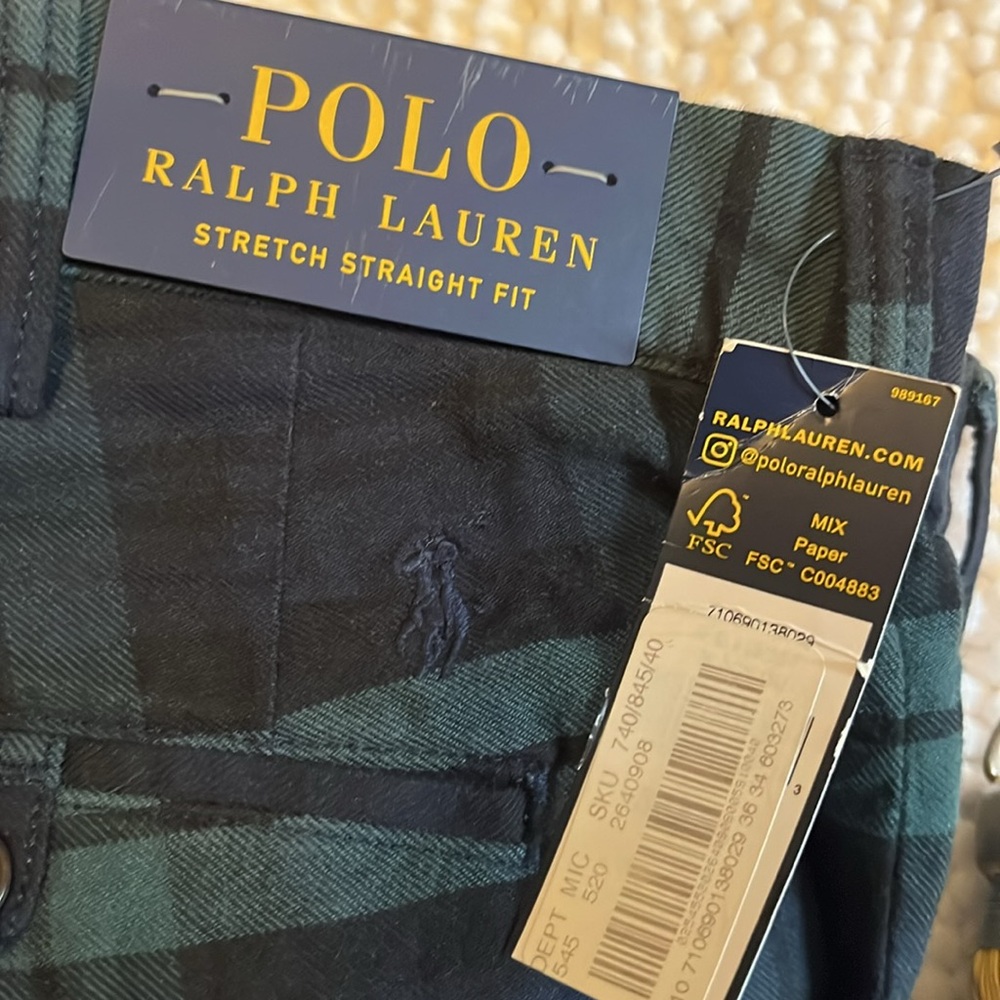 POLO
RALPH LAUREN
STRETCH STRAIGHT FIT
989167
RALPHLAUREN.COM
@poloralphlauren
FSC
MIX
Paper
FSC™ C004883
710690138029
DEPT MIC SKU 740/845/40
545 520 2640908
10 710690138029 36 34 603273
3